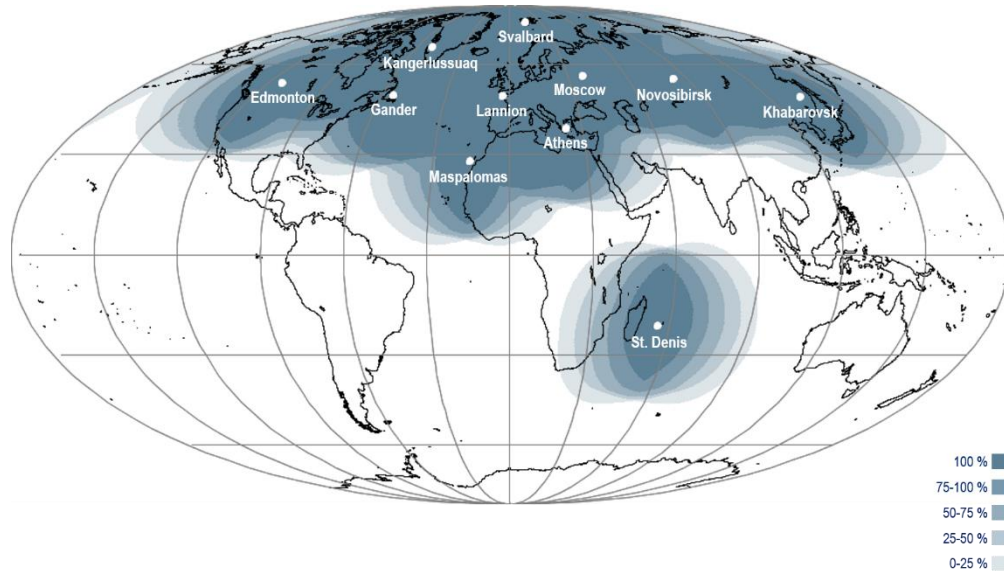 Svalbard
Kangerlussuaq
Edmonton
Gander
Lannion
Moscow
Novosibirsk
Khabarovsk
Athens
Maspalomas
St. Denis
100 %
75-100 %
50-75 %
25-50 %
0-25 %